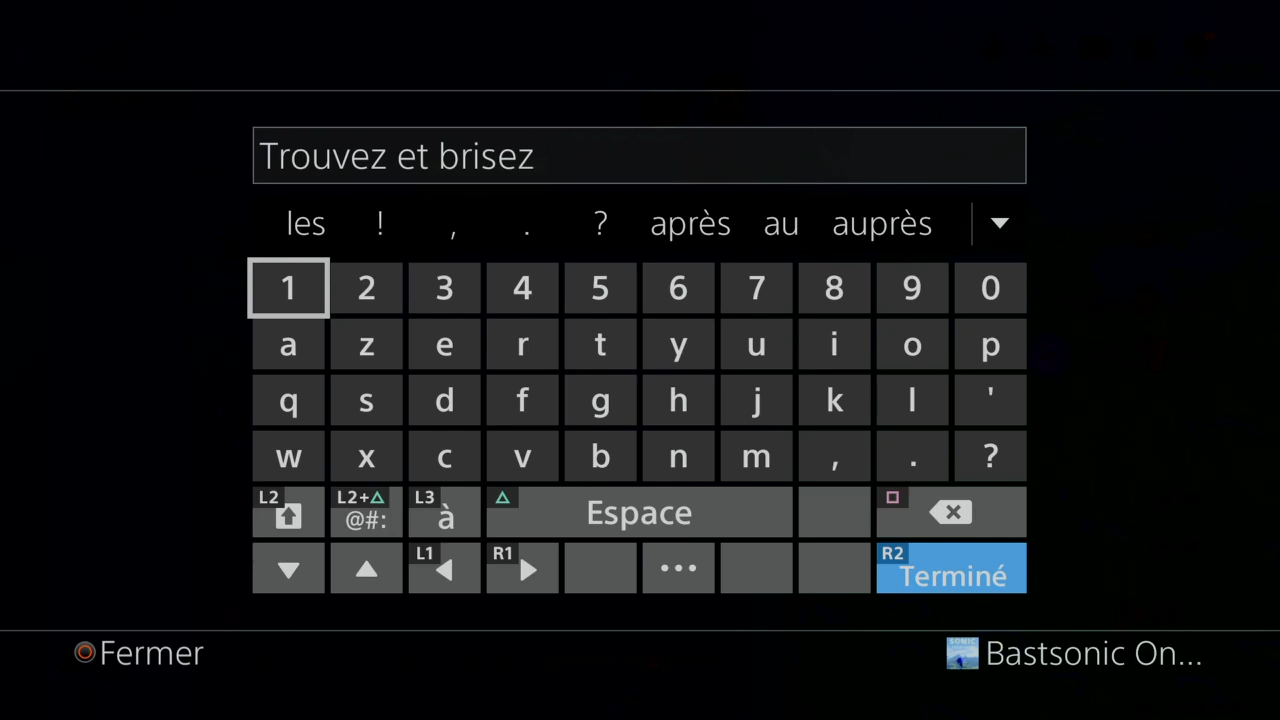 Trouvez et brisez
les ! , . ? après au auprès
1 2 3 4 5 6 7 8 9 0
a z e r t y u i o p
q s d f g h j k l '
w x c v b n m , . ?
L2 L2+△ @#: L3 à △ Espace □
L1 R1 ... R2 Terminé
Fermer SONIC Bastsonic On...